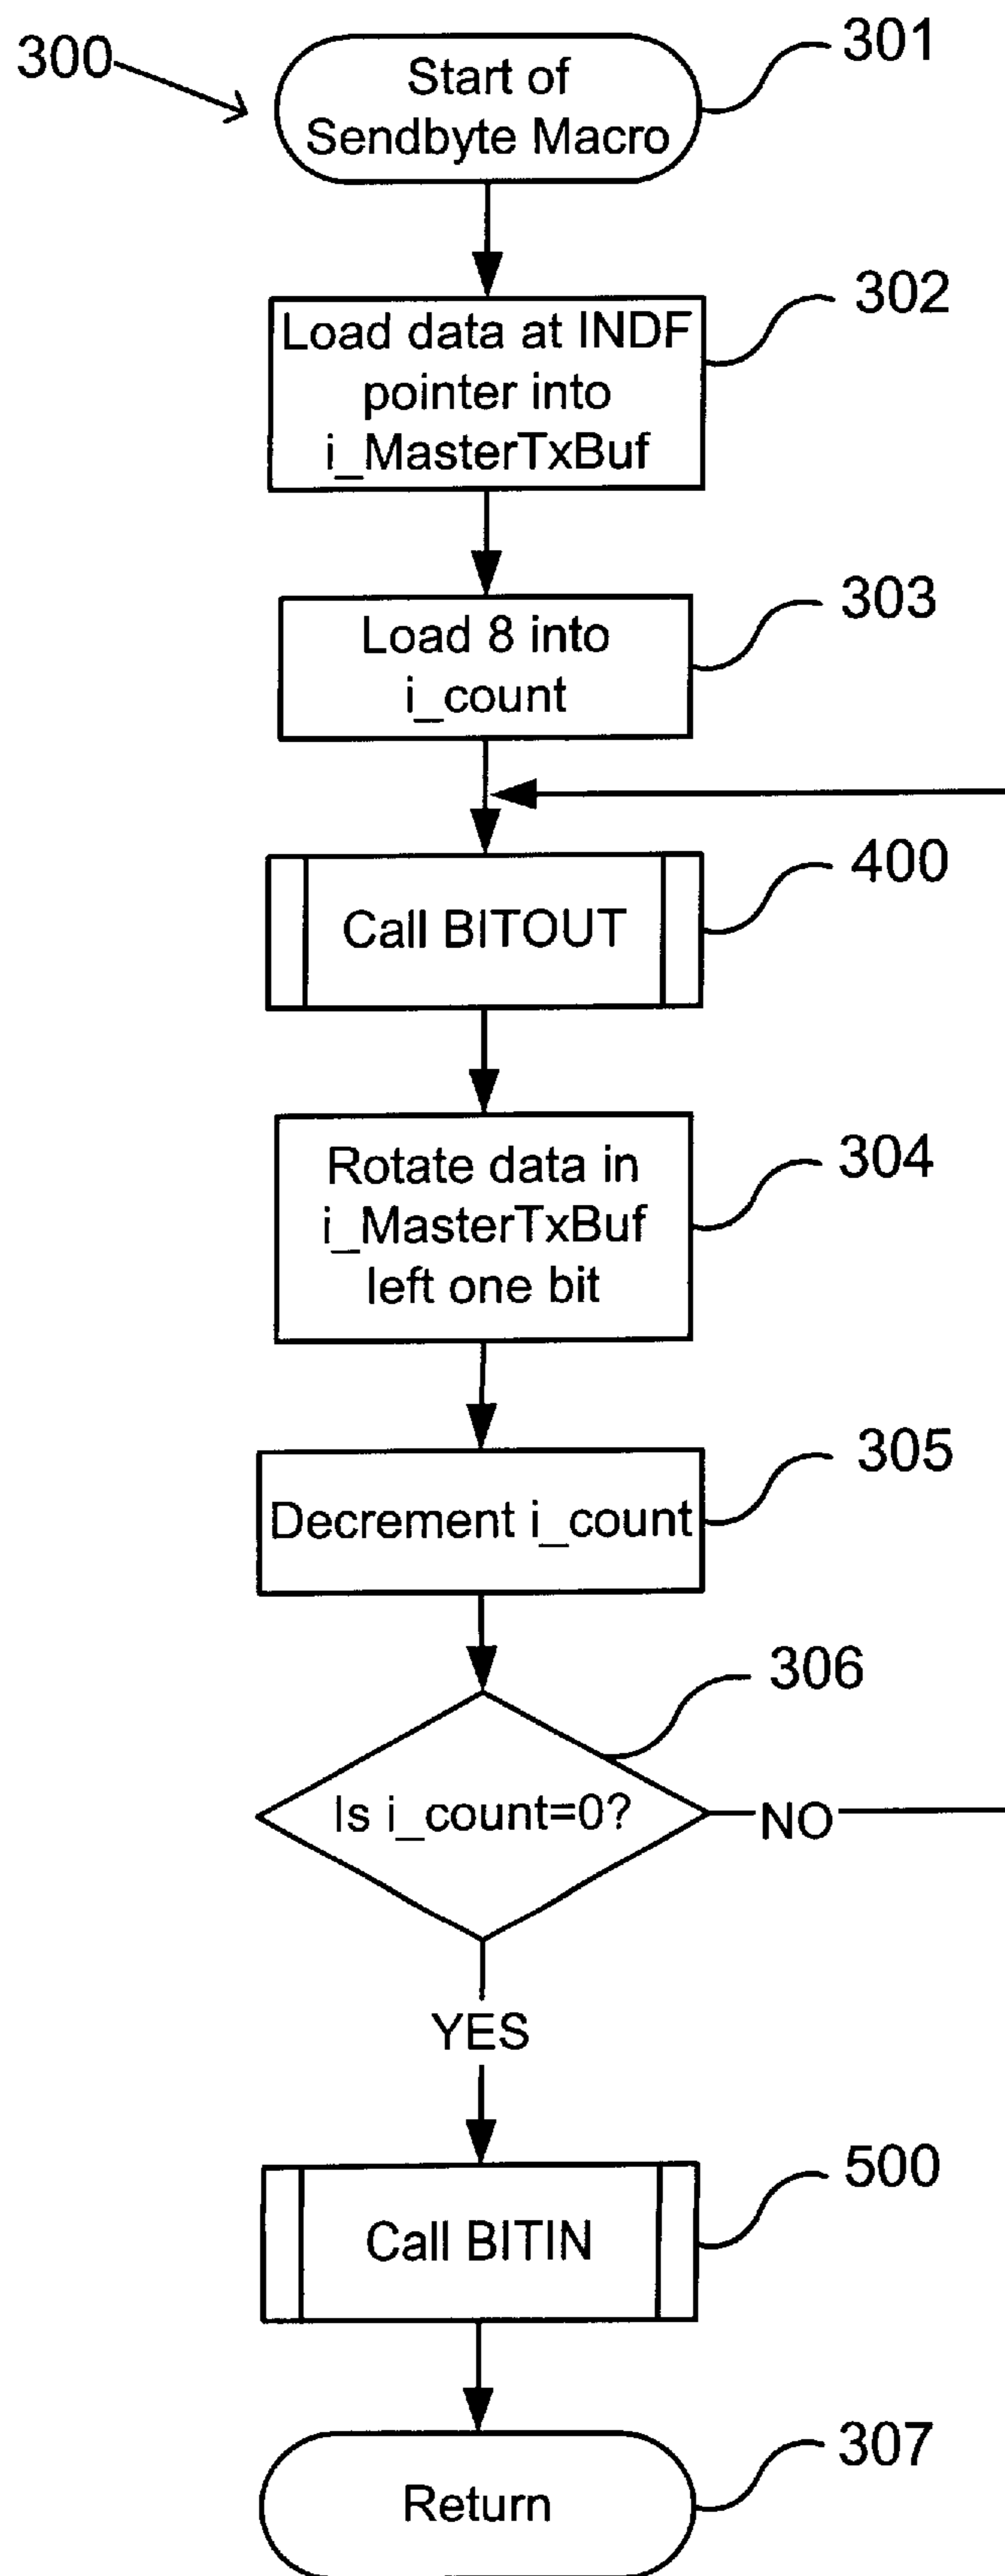 300
301
Start of
Sendbyte Macro
302
Load data at INDF
pointer into
i_MasterTxBuf
303
Load 8 into
i_count
400
Call BITOUT
304
Rotate data in
i_MasterTxBuf
left one bit
305
Decrement i_count
306
Is i_count=0?
NO
YES
500
Call BITIN
307
Return